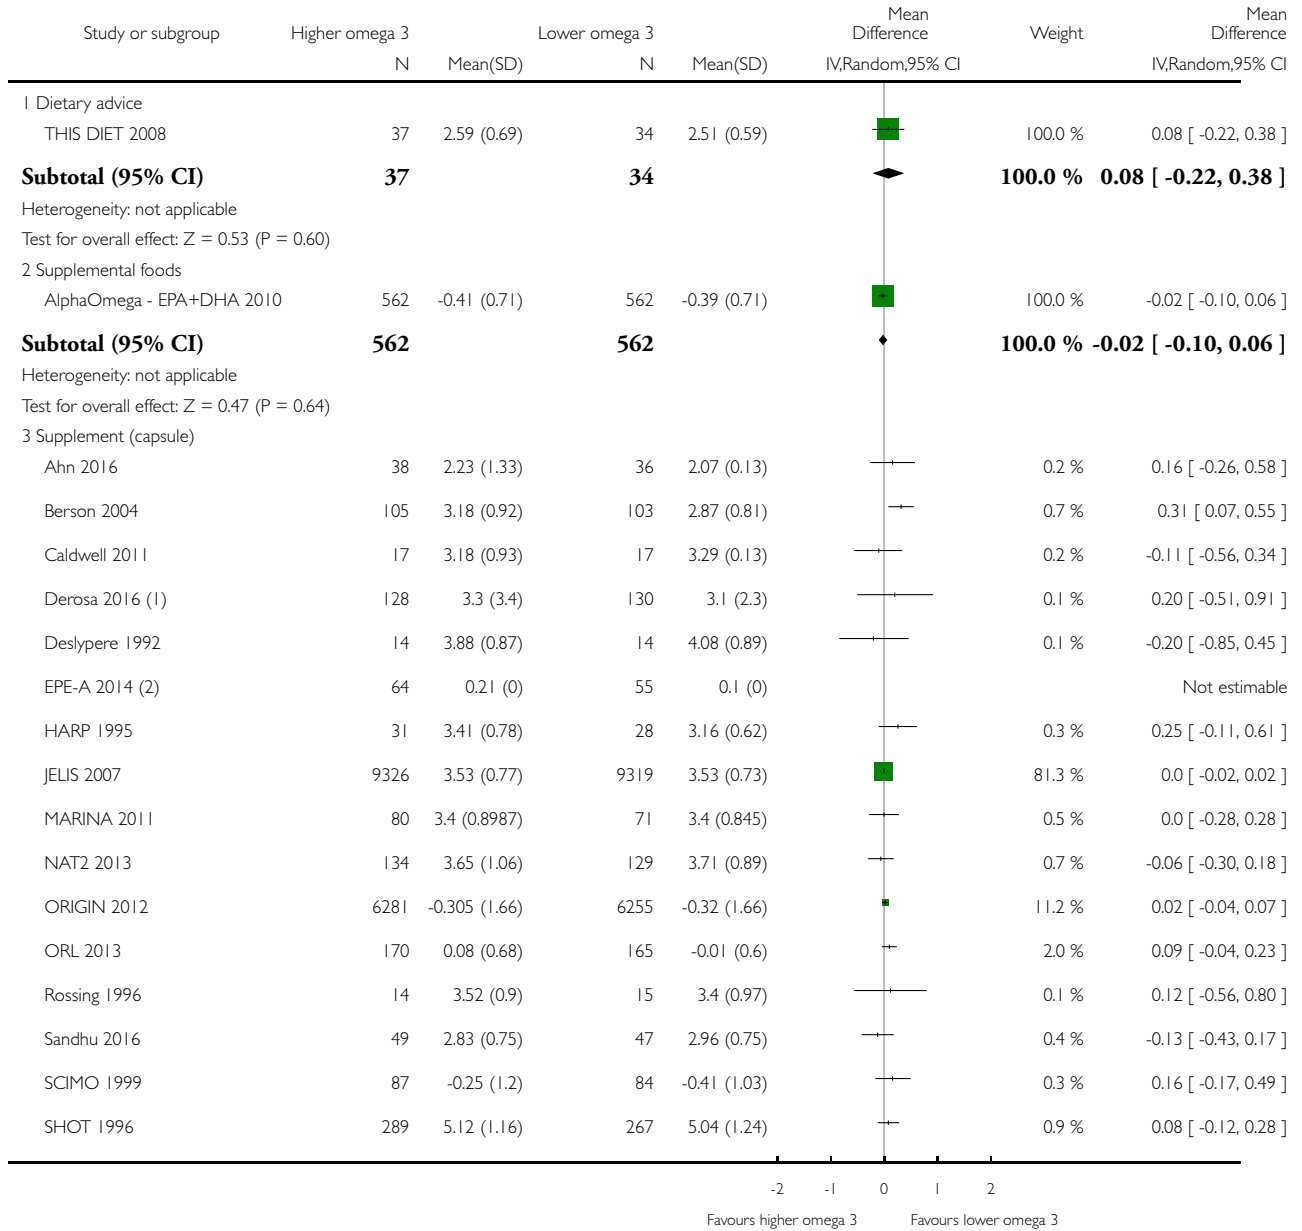 Study or subgroup Higher omega 3 Lower omega 3 Mean Difference Weight Mean Difference
N Mean(SD) N Mean(SD) IV,Random,95% CI IV,Random,95% CI
1 Dietary advice
THIS DIET 2008 37 2.59 (0.69) 34 2.51 (0.59) 100.0 % 0.08 [ -0.22, 0.38 ]
Subtotal (95% CI) 37 34 100.0 % 0.08 [ -0.22, 0.38 ]
Heterogeneity: not applicable
Test for overall effect: Z = 0.53 (P = 0.60)
2 Supplemental foods
AlphaOmega - EPA+DHA 2010 562 -0.41 (0.71) 562 -0.39 (0.71) 100.0 % -0.02 [ -0.10, 0.06 ]
Subtotal (95% CI) 562 562 100.0 % -0.02 [ -0.10, 0.06 ]
Heterogeneity: not applicable
Test for overall effect: Z = 0.47 (P = 0.64)
3 Supplement (capsule)
Ahn 2016 38 2.23 (1.33) 36 2.07 (0.13) 0.2 % 0.16 [ -0.26, 0.58 ]
Berson 2004 105 3.18 (0.92) 103 2.87 (0.81) 0.7 % 0.31 [ 0.07, 0.55 ]
Caldwell 2011 17 3.18 (0.93) 17 3.29 (0.13) 0.2 % -0.11 [ -0.56, 0.34 ]
Derosa 2016 (1) 128 3.3 (3.4) 130 3.1 (2.3) 0.1 % 0.20 [ -0.51, 0.91 ]
Deslypere 1992 14 3.88 (0.87) 14 4.08 (0.89) 0.1 % -0.20 [ -0.85, 0.45 ]
EPE-A 2014 (2) 64 0.21 (0) 55 0.1 (0) Not estimable
HARP 1995 31 3.41 (0.78) 28 3.16 (0.62) 0.3 % 0.25 [ -0.11, 0.61 ]
JELIS 2007 9326 3.53 (0.77) 9319 3.53 (0.73) 81.3 % 0.0 [ -0.02, 0.02 ]
MARINA 2011 80 3.4 (0.8987) 71 3.4 (0.845) 0.5 % 0.0 [ -0.28, 0.28 ]
NAT2 2013 134 3.65 (1.06) 129 3.71 (0.89) 0.7 % -0.06 [ -0.30, 0.18 ]
ORIGIN 2012 6281 -0.305 (1.66) 6255 -0.32 (1.66) 11.2 % 0.02 [ -0.04, 0.07 ]
ORL 2013 170 0.08 (0.68) 165 -0.01 (0.6) 2.0 % 0.09 [ -0.04, 0.23 ]
Rossing 1996 14 3.52 (0.9) 15 3.4 (0.97) 0.1 % 0.12 [ -0.56, 0.80 ]
Sandhu 2016 49 2.83 (0.75) 47 2.96 (0.75) 0.4 % -0.13 [ -0.43, 0.17 ]
SCIMO 1999 87 -0.25 (1.2) 84 -0.41 (1.03) 0.3 % 0.16 [ -0.17, 0.49 ]
SHOT 1996 289 5.12 (1.16) 267 5.04 (1.24) 0.9 % 0.08 [ -0.12, 0.28 ]
-2 -1 0 1 2
Favours higher omega 3 Favours lower omega 3